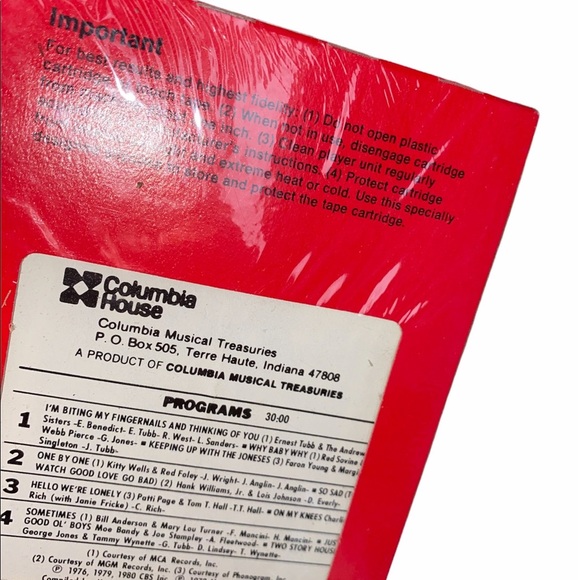 Important
For best results and highest fidelity: (1) Do not open plastic
cartridge
(2) When not in use, disengage cartridge
from
inch. (3) Clean player unit regularly
manufacturer's instructions. (4) Protect cartridge
and extreme heat or cold. Use this specially
store and protect the tape cartridge.
Columbia
House
Columbia Musical Treasuries
P. O. Box 505, Terre Haute, Indiana 47808
A PRODUCT OF COLUMBIA MUSICAL TREASURIES
PROGRAMS 30:00
1 I'M BITING MY FINGERNAILS AND THINKING OF YOU (1) Ernest Tubb & The Andrew
Sisters -E. Benedict- E. Tubb- R. West- L. Sanders- ■ WHY BABY WHY (1) Red Sovine
Webb Pierce -G. Jones- ■ KEEPING UP WITH THE JONESES (3) Faron Young & Marg
Singleton -J. Tubb-
2 ONE BY ONE (1) Kitty Wells & Red Foley -J. Wright- J. Anglin- J. Anglin- ■ SO SAD (T
WATCH GOOD LOVE GO BAD) (2) Hank Williams, Jr. & Lois Johnson -D. Everly-
3 HELLO WE'RE LONELY (3) Patti Page & Tom T. Hall -T.T. Hall- ■ ON MY KNEES Charli
Rich (with Janie Fricke) -C. Rich-
4 SOMETIMES (1) Bill Anderson & Mary Lou Turner -F. Mancini- H. Mancini- ■ JUS
GOOD OL' BOYS Moe Bandy & Joe Stampley -A. Fleetwood- ■ TWO STORY HOUS
George Jones & Tammy Wynette -G. Tubb- D. Lindsey- T. Wynette-
(1) Courtesy of MCA Records, Inc.
(2) Courtesy of MGM Records, Inc. (3) Courtesy of Phonogram, Inc.
Ⓟ 1976, 1979, 1980 CBS Inc.